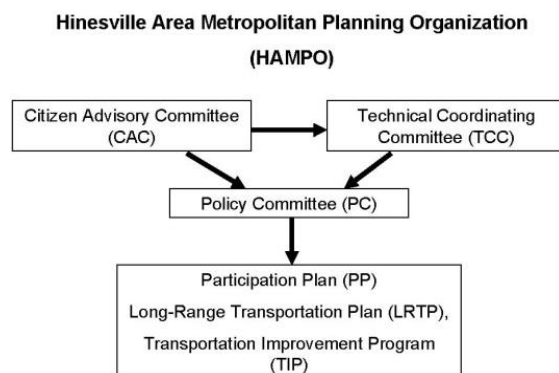 Hinesville Area Metropolitan Planning Organization
(HAMPO)
Citizen Advisory Committee
(CAC)
Technical Coordinating
Committee (TCC)
Policy Committee (PC)
Participation Plan (PP)
Long-Range Transportation Plan (LRTP),
Transportation Improvement Program
(TIP)